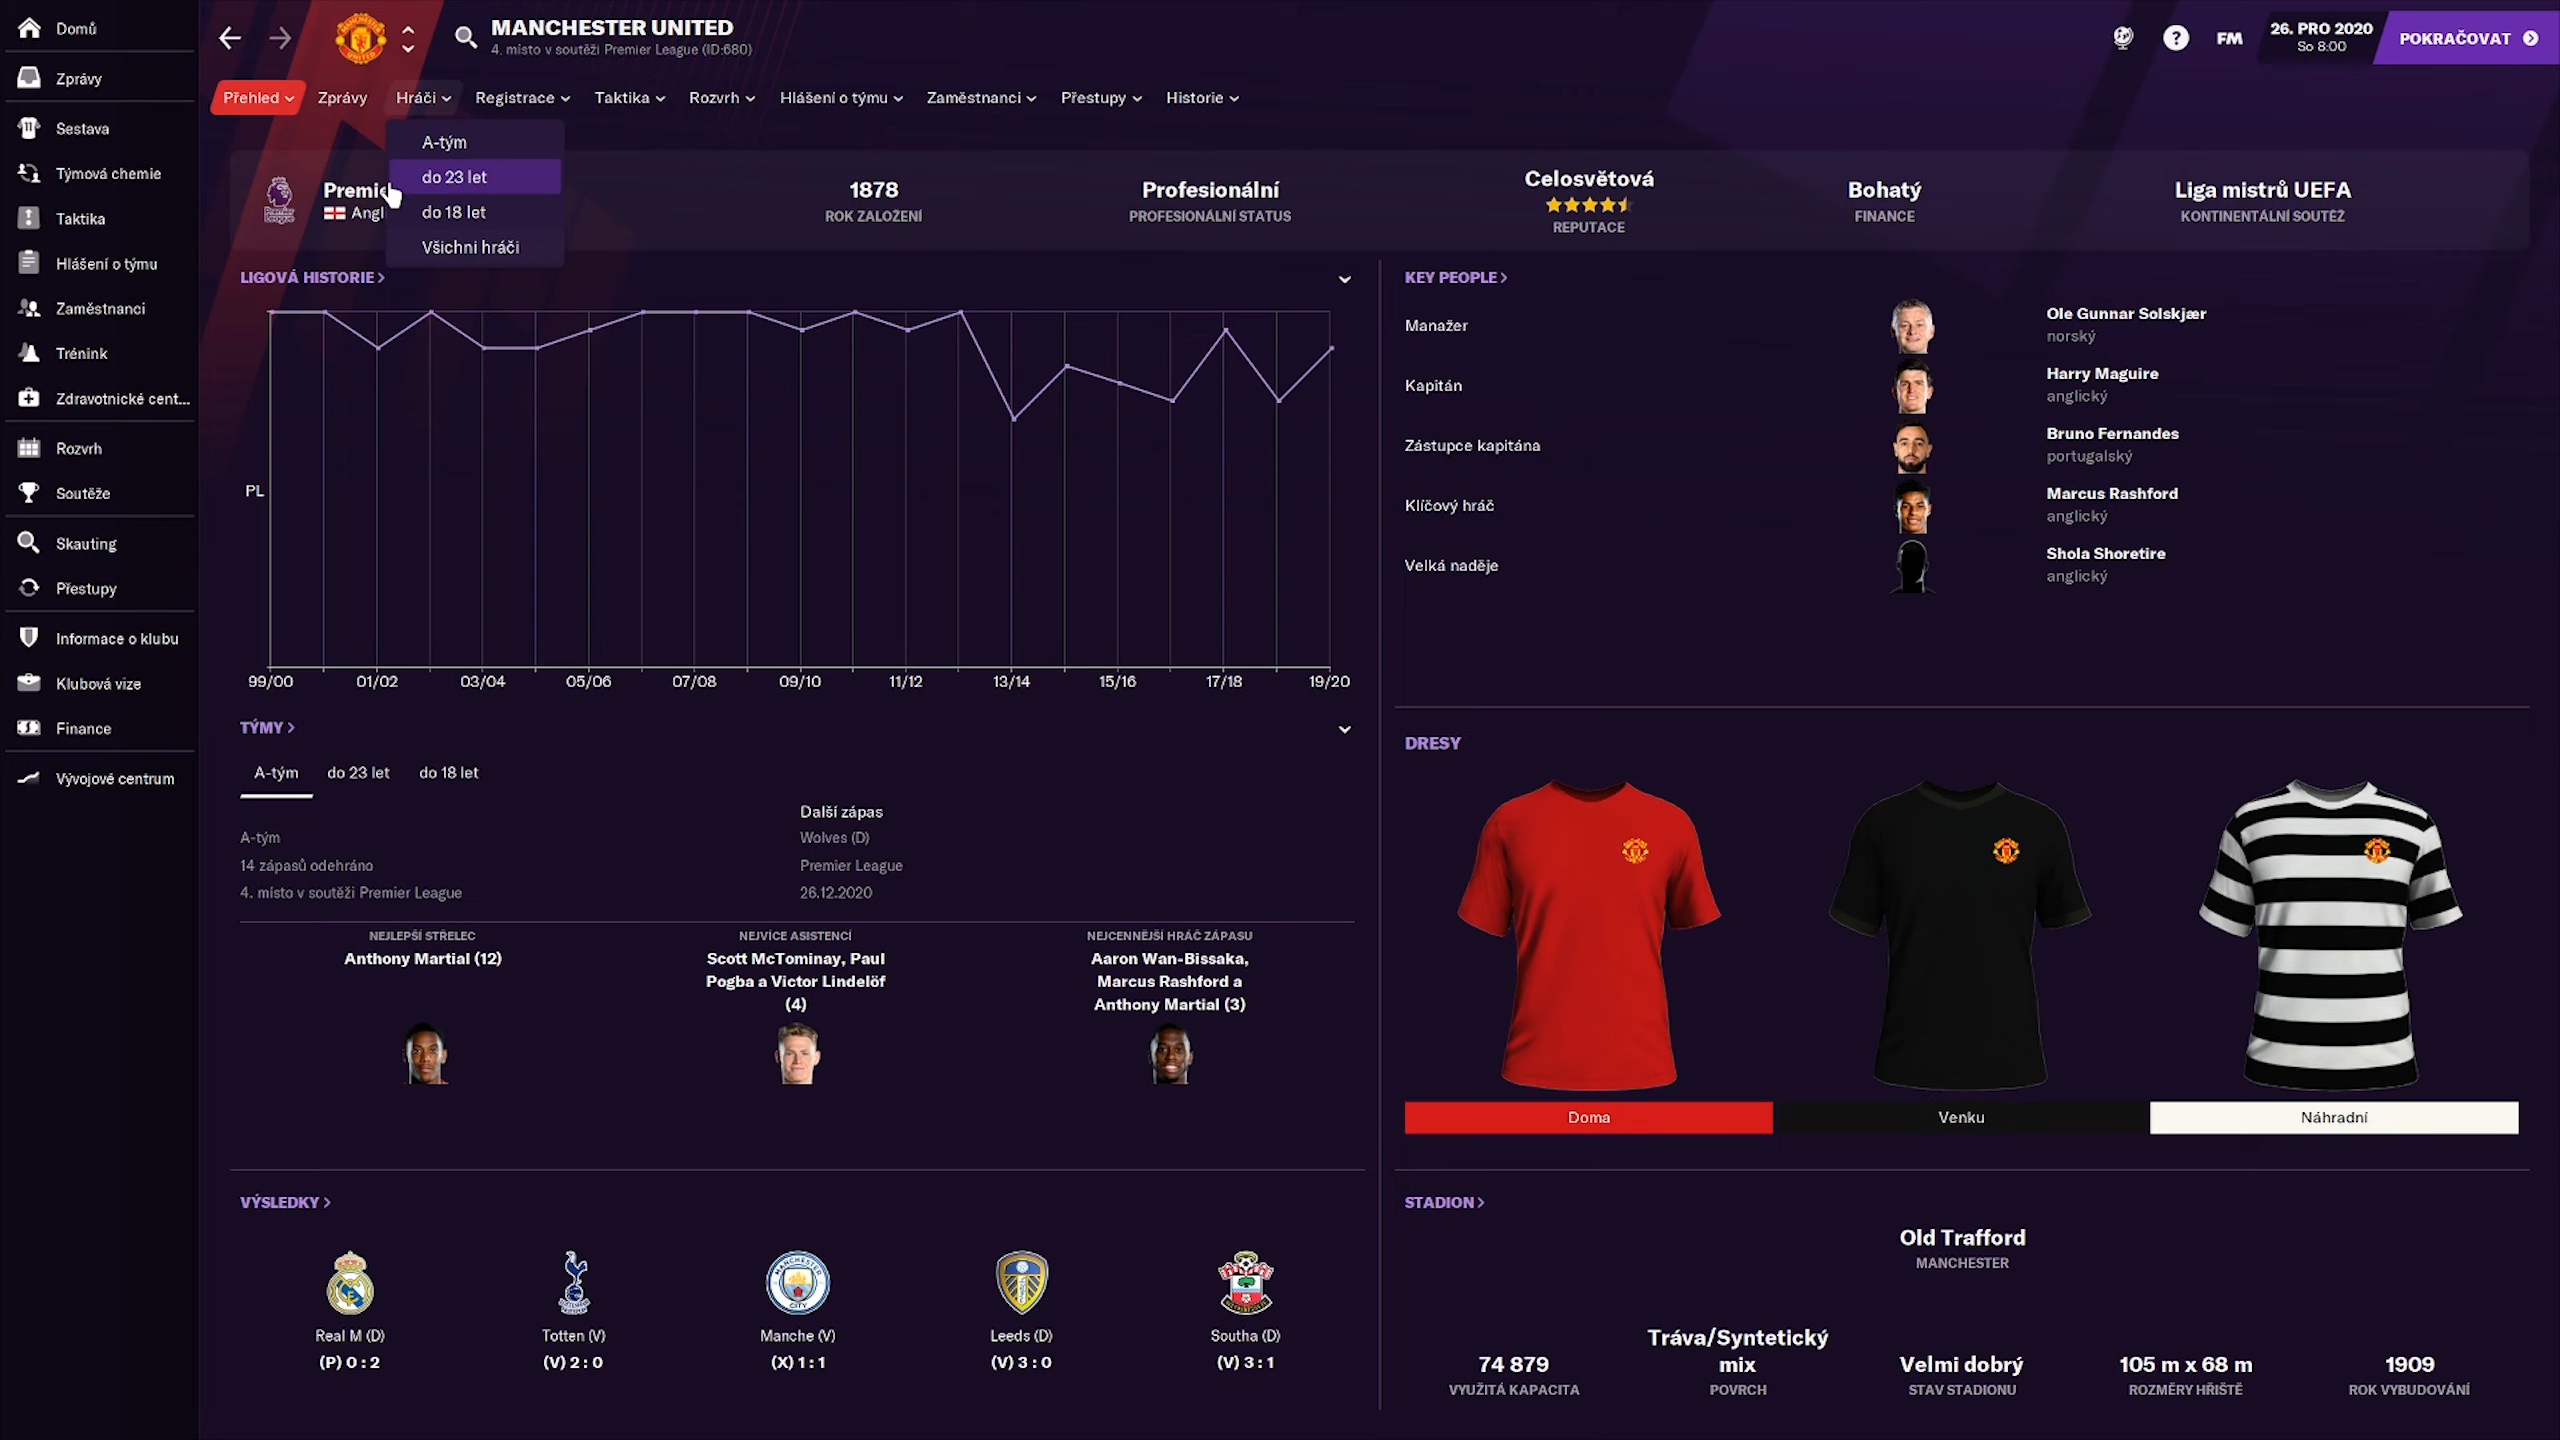 Domů
Zprávy
Sestava
Týmová chemie
Taktika
Hlášení o týmu
Zaměstnanci
Trénink
Zdravotnické cent...
Rozvrh
Soutěže
Skauting
Přestupy
Informace o klubu
Klubová vize
Finance
Vývojové centrum
MANCHESTER UNITED
4. místo v soutěži Premier League (ID:680)
FM
26. PRO 2020
So 8:00
POKRAČOVAT
Přehled
Zprávy
Hráči
Registrace
Taktika
Rozvrh
Hlášení o týmu
Zaměstnanci
Přestupy
Historie
A-tým
do 23 let
do 18 let
Všichni hráči
Premie
Angl
1878
ROK ZALOŽENÍ
Profesionální
PROFESIONÁLNÍ STATUS
Celosvětová
REPUTACE
Bohatý
FINANCE
Liga mistrů UEFA
KONTINENTÁLNÍ SOUTĚŽ
LIGOVÁ HISTORIE >
PL
99/00 01/02 03/04 05/06 07/08 09/10 11/12 13/14 15/16 17/18 19/20
KEY PEOPLE >
Manažer
Ole Gunnar Solskjær
norský
Kapitán
Harry Maguire
anglický
Zástupce kapitána
Bruno Fernandes
portugalský
Klíčový hráč
Marcus Rashford
anglický
Velká naděje
Shola Shoretire
anglický
TÝMY >
A-tým do 23 let do 18 let
A-tým
14 zápasů odehráno
4. místo v soutěži Premier League
Další zápas
Wolves (D)
Premier League
26.12.2020
NEJLEPŠÍ STŘELEC
Anthony Martial (12)
NEJVÍCE ASISTENCÍ
Scott McTominay, Paul
Pogba a Victor Lindelöf
(4)
NEJCENNĚJŠÍ HRÁČ ZÁPASU
Aaron Wan-Bissaka,
Marcus Rashford a
Anthony Martial (3)
DRESY
Doma
Venku
Náhradní
VÝSLEDKY >
Real M (D)
(P) 0 : 2
Totten (V)
(V) 2 : 0
Manche (V)
(X) 1 : 1
Leeds (D)
(V) 3 : 0
Southa (D)
(V) 3 : 1
STADION >
Old Trafford
MANCHESTER
74 879
VYUŽITÁ KAPACITA
Tráva/Syntetický
mix
POVRCH
Velmi dobrý
STAV STADIONU
105 m x 68 m
ROZMĚRY HŘIŠTĚ
1909
ROK VYBUDOVÁNÍ